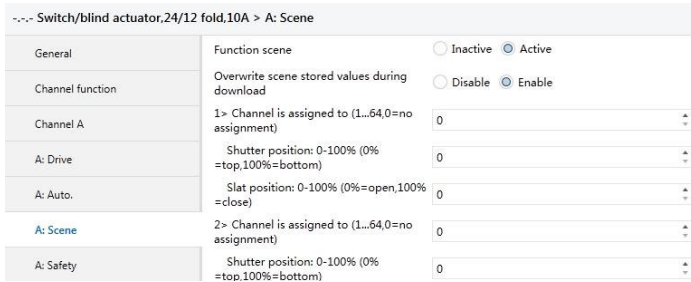 -.-.- Switch/blind actuator,24/12 fold,10A > A: Scene
General
Channel function
Channel A
A: Drive
A: Auto.
A: Scene
A: Safety
Function scene
Inactive
Active
Overwrite scene stored values during
download
Disable
Enable
1> Channel is assigned to (1...64,0=no
assignment)
0
Shutter position: 0-100% (0%
=top,100%=bottom)
0
Slat position: 0-100% (0%=open,100%
=close)
0
2> Channel is assigned to (1...64,0=no
assignment)
0
Shutter position: 0-100% (0%
=top,100%=bottom)
0